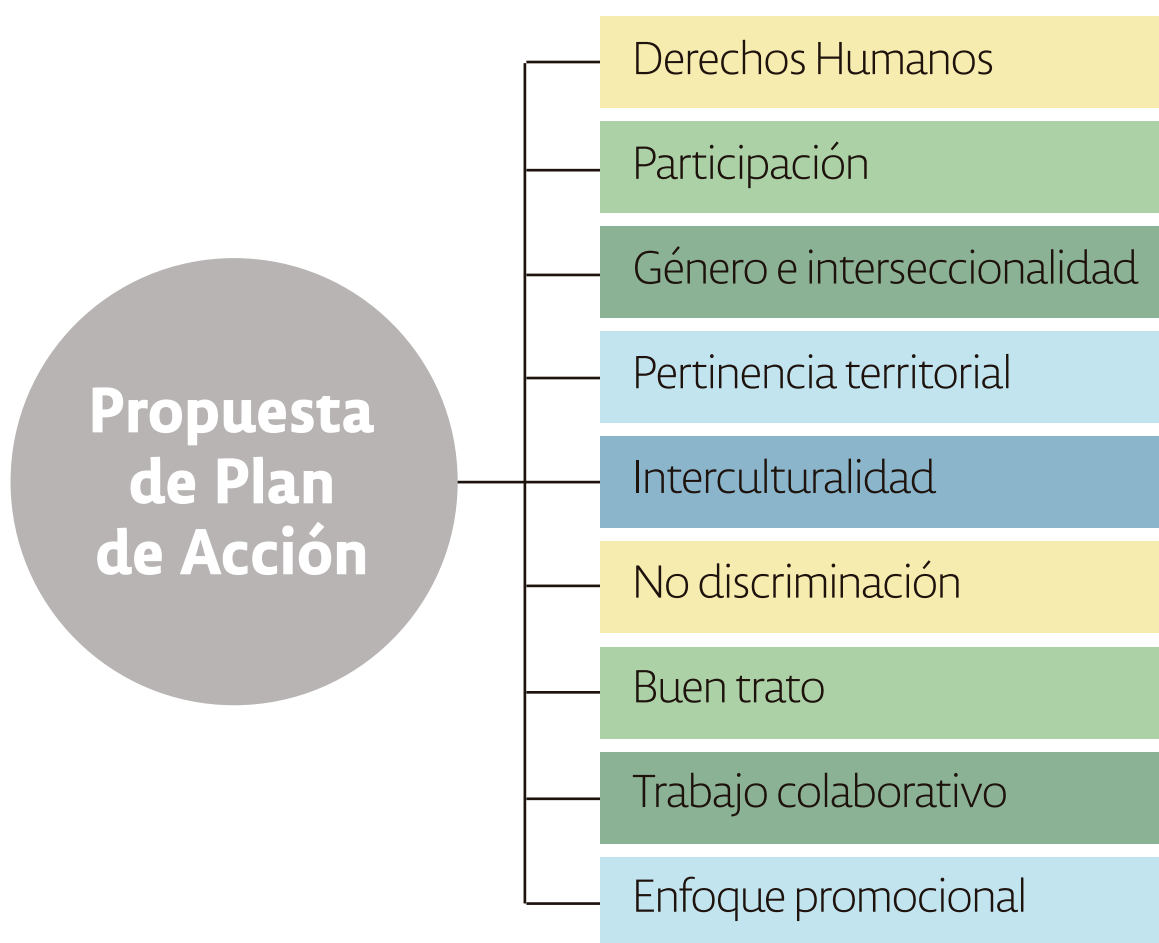 Derechos Humanos
Participación
Género e interseccionalidad
Pertinencia territorial
Propuesta
de Plan
de Acción
Interculturalidad
No discriminación
Buen trato
Trabajo colaborativo
Enfoque promocional